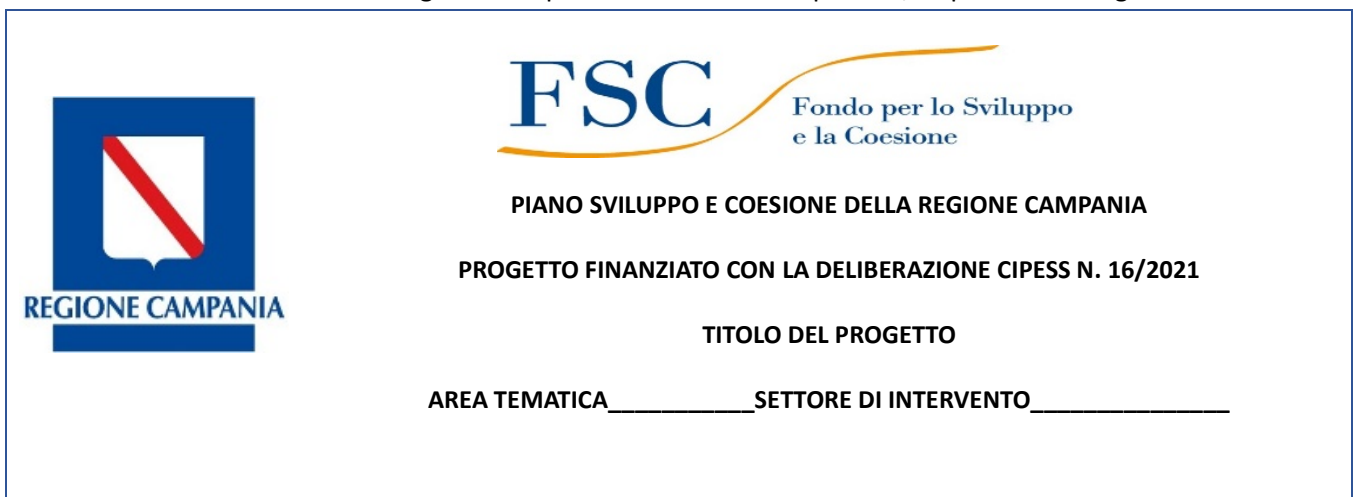 FSC
Fondo per lo Sviluppo
e la Coesione
PIANO SVILUPPO E COESIONE DELLA REGIONE CAMPANIA
PROGETTO FINANZIATO CON LA DELIBERAZIONE CIPESS N. 16/2021
REGIONE CAMPANIA
TITOLO DEL PROGETTO
AREA TEMATICA___________SETTORE DI INTERVENTO_______________